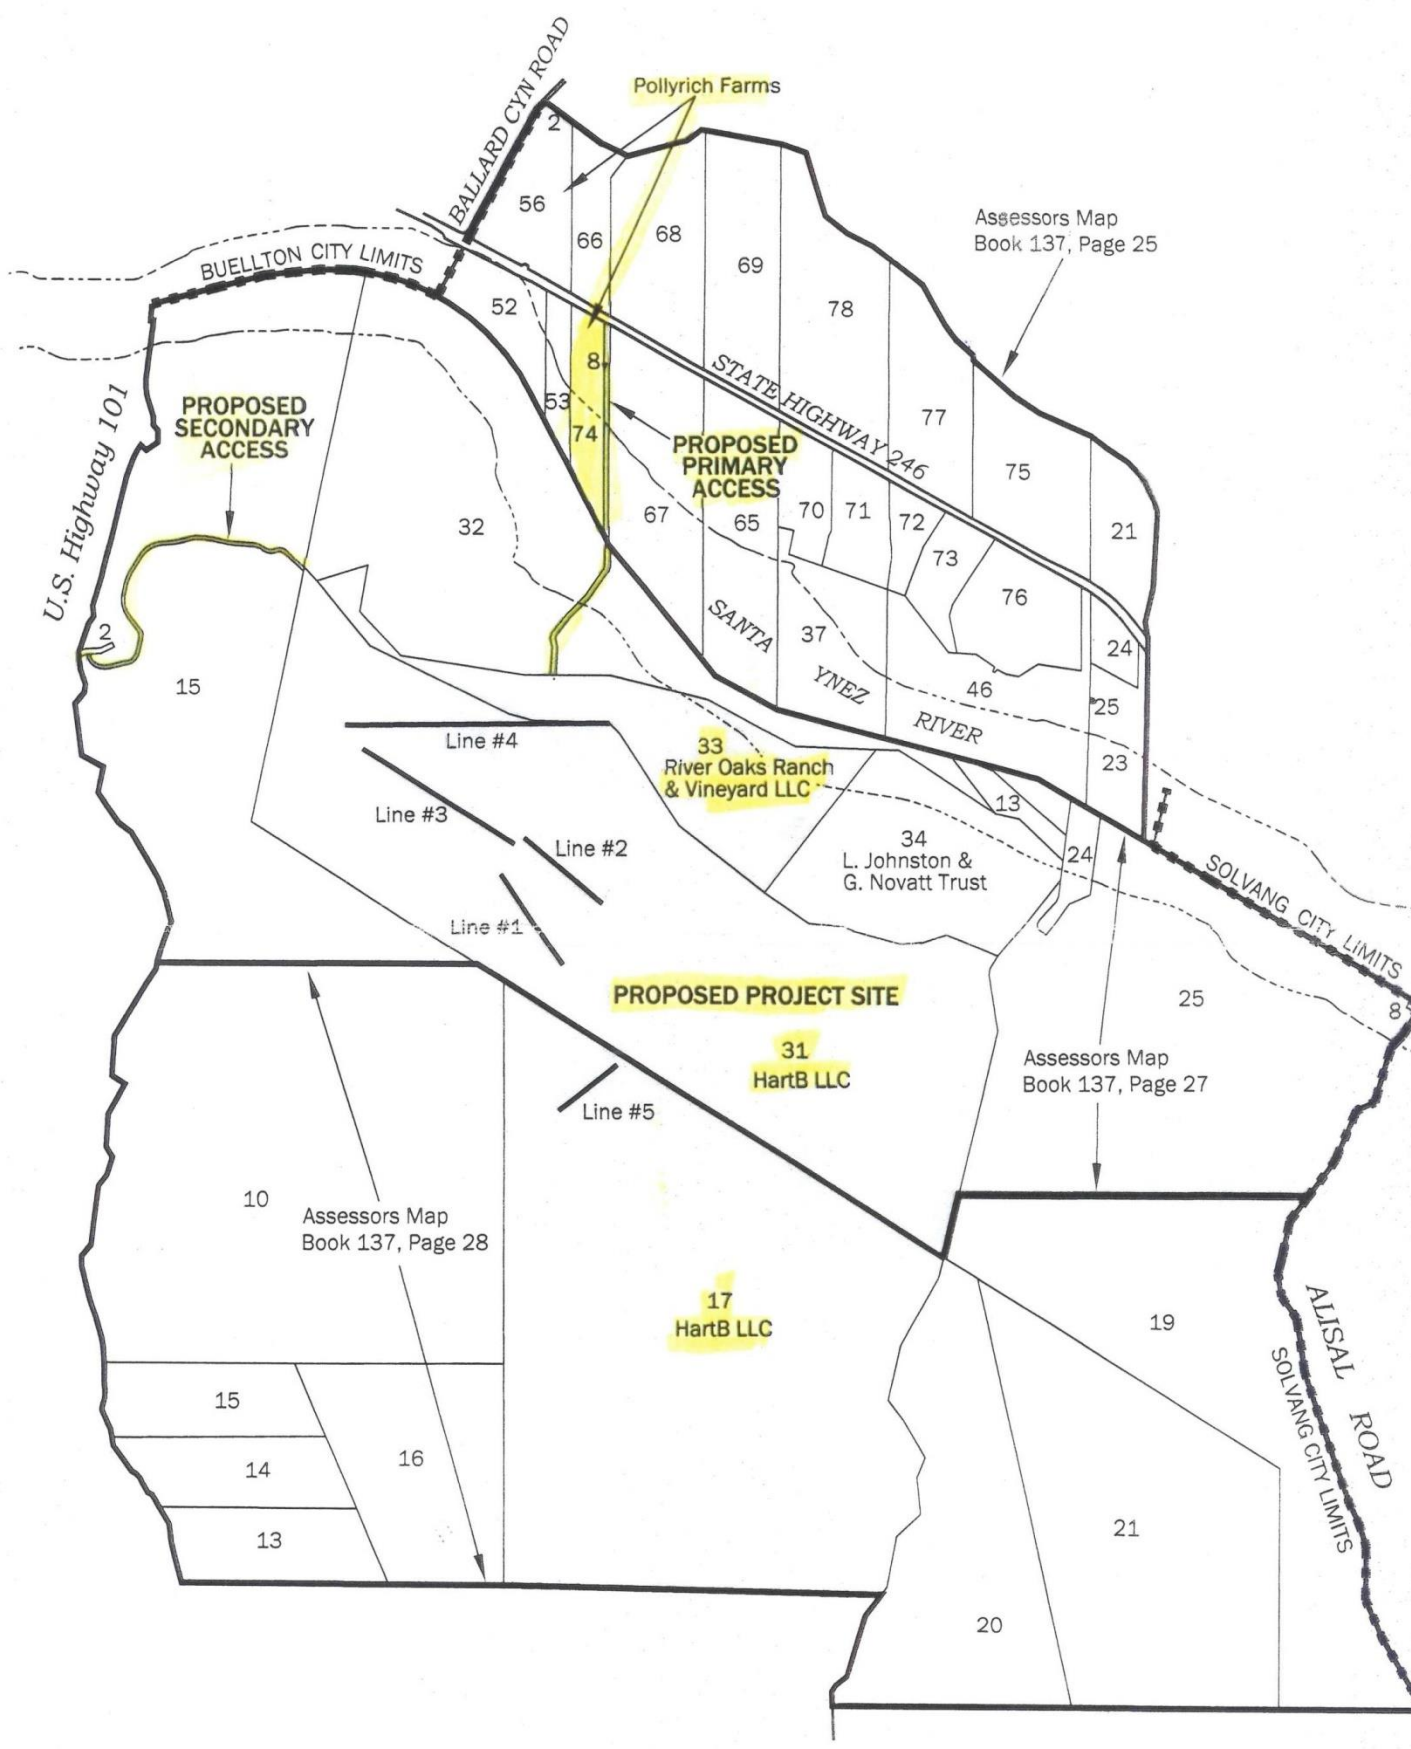 BALLARD CYN ROAD
Pollyrich Farms
2
56
66
68
69
Assessors Map
Book 137, Page 25
BUELLTON CITY LIMITS
52
78
8
STATE HIGHWAY 246
U.S. Highway 101
PROPOSED
SECONDARY
ACCESS
53
74
77
PROPOSED
PRIMARY
ACCESS
75
32
67
65
70
71
72
73
21
76
2
15
SANTA
YNEZ
RIVER
37
24
46
25
23
Line #4
33
River Oaks Ranch
& Vineyard LLC
Line #3
13
Line #2
34
L. Johnston &
G. Novatt Trust
24
SOLVANG CITY LIMITS
Line #1
PROPOSED PROJECT SITE
25
8
31
HartB LLC
Assessors Map
Book 137, Page 27
Line #5
10
Assessors Map
Book 137, Page 28
17
HartB LLC
19
ALISAL ROAD
SOLVANG CITY LIMITS
15
14
16
13
21
20